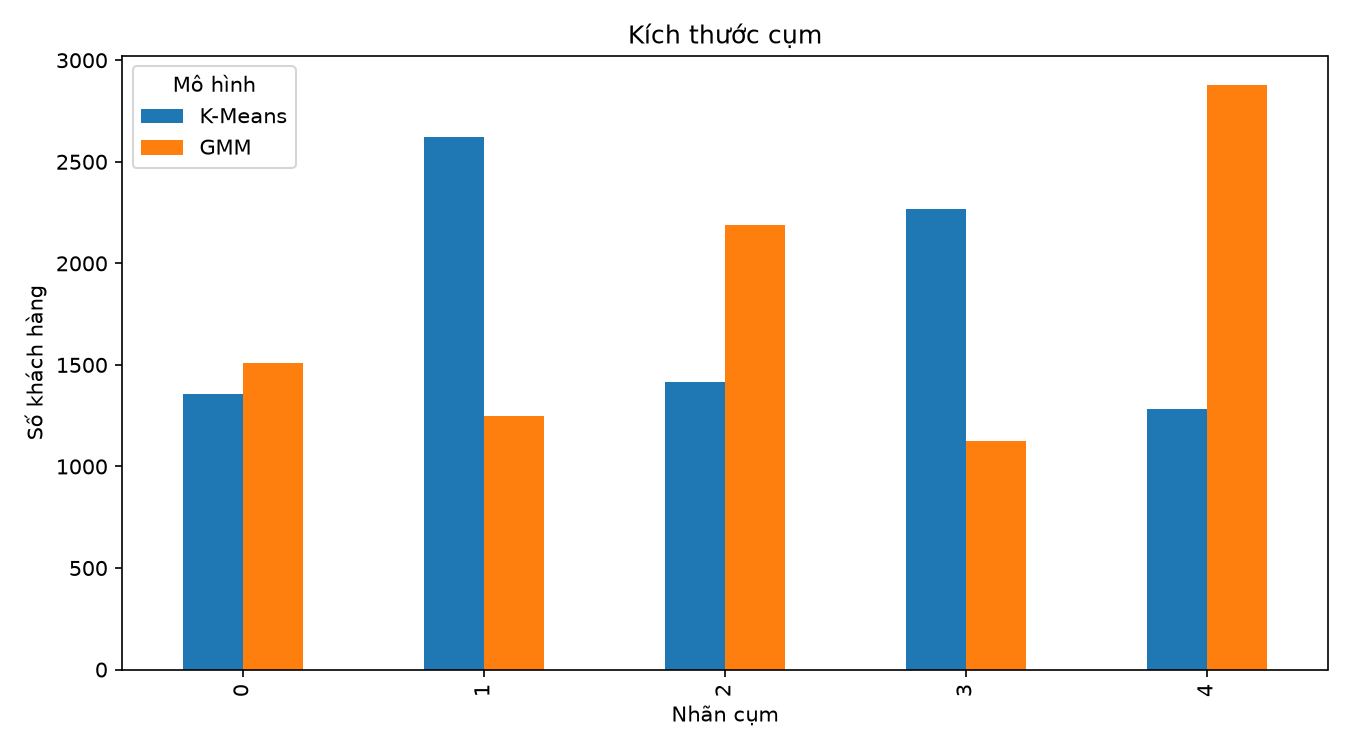 Kích thước cụm
Mô hình
K-Means
GMM
3000
2500
2000
1500
1000
500
0
Số khách hàng
0
1
2
3
4
Nhãn cụm